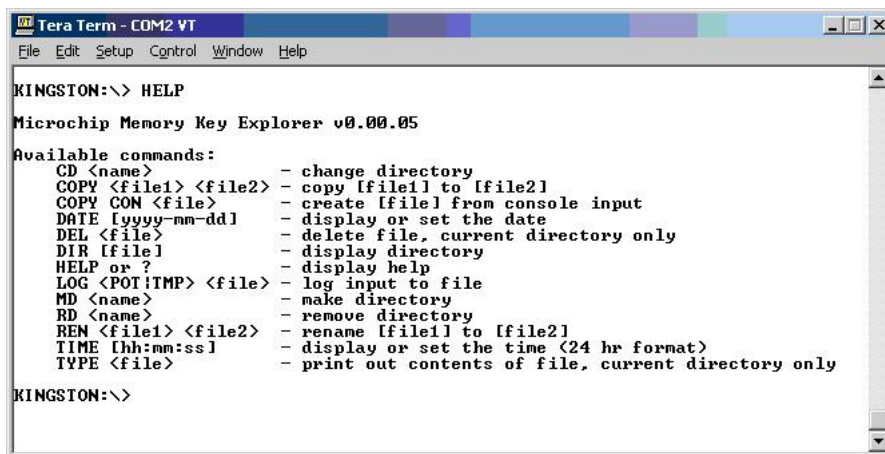 Tera Term - COM2 VT
File Edit Setup Control Window Help
KINGSTON:\> HELP
Microchip Memory Key Explorer v0.00.05
Available commands:
CD <name> - change directory
COPY <file1> <file2> - copy [file1] to [file2]
COPY CON <file> - create [file] from console input
DATE [yyyy-mm-dd] - display or set the date
DEL <file> - delete file, current directory only
DIR [file] - display directory
HELP or ? - display help
LOG <POT¦TMP> <file> - log input to file
MD <name> - make directory
RD <name> - remove directory
REN <file1> <file2> - rename [file1] to [file2]
TIME [hh:mm:ss] - display or set the time (24 hr format)
TYPE <file> - print out contents of file, current directory only
KINGSTON:\>